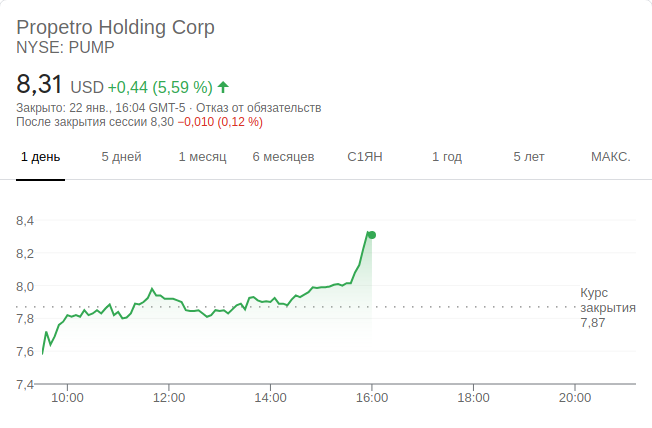 Propetro Holding Corp
NYSE: PUMP
8,31 USD +0,44 (5,59 %)
Закрыто: 22 янв., 16:04 GMT-5 · Отказ от обязательств
После закрытия сессии 8,30 −0,010 (0,12 %)
1 день 5 дней 1 месяц 6 месяцев С1ЯН 1 год 5 лет МАКС.
8,4
8,2
8,0
7,8
7,6
7,4
Курс
закрытия
7,87
10:00 12:00 14:00 16:00 18:00 20:00